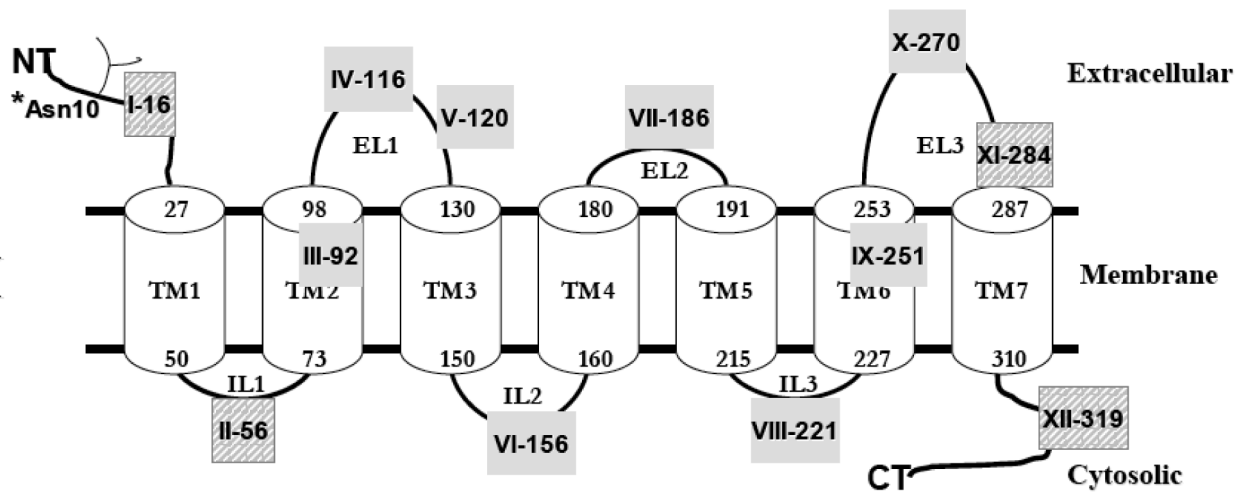 X-270
NT
IV-116
Extracellular
*Asn10
I-16
V-120
VII-186
EL1
EL2
EL3
XI-284
27
98
130
180
191
253
287
III-92
IX-251
Membrane
TM1
TM2
TM3
TM4
TM5
TM6
TM7
50
73
150
160
215
227
310
IL1
IL2
IL3
II-56
VI-156
VIII-221
XII-319
CT
Cytosolic